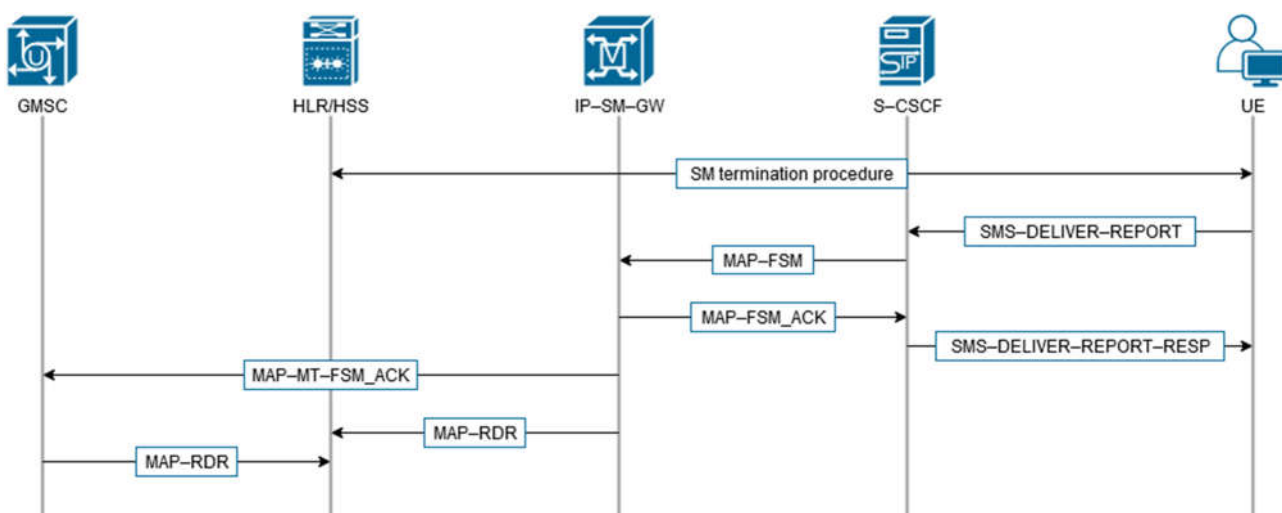 U
V
SIP
GMSC
HLR/HSS
IP–SM–GW
S–CSCF
UE
SM termination procedure
SMS–DELIVER–REPORT
MAP–FSM
MAP–FSM_ACK
SMS–DELIVER–REPORT–RESP
MAP–MT–FSM_ACK
MAP–RDR
MAP–RDR